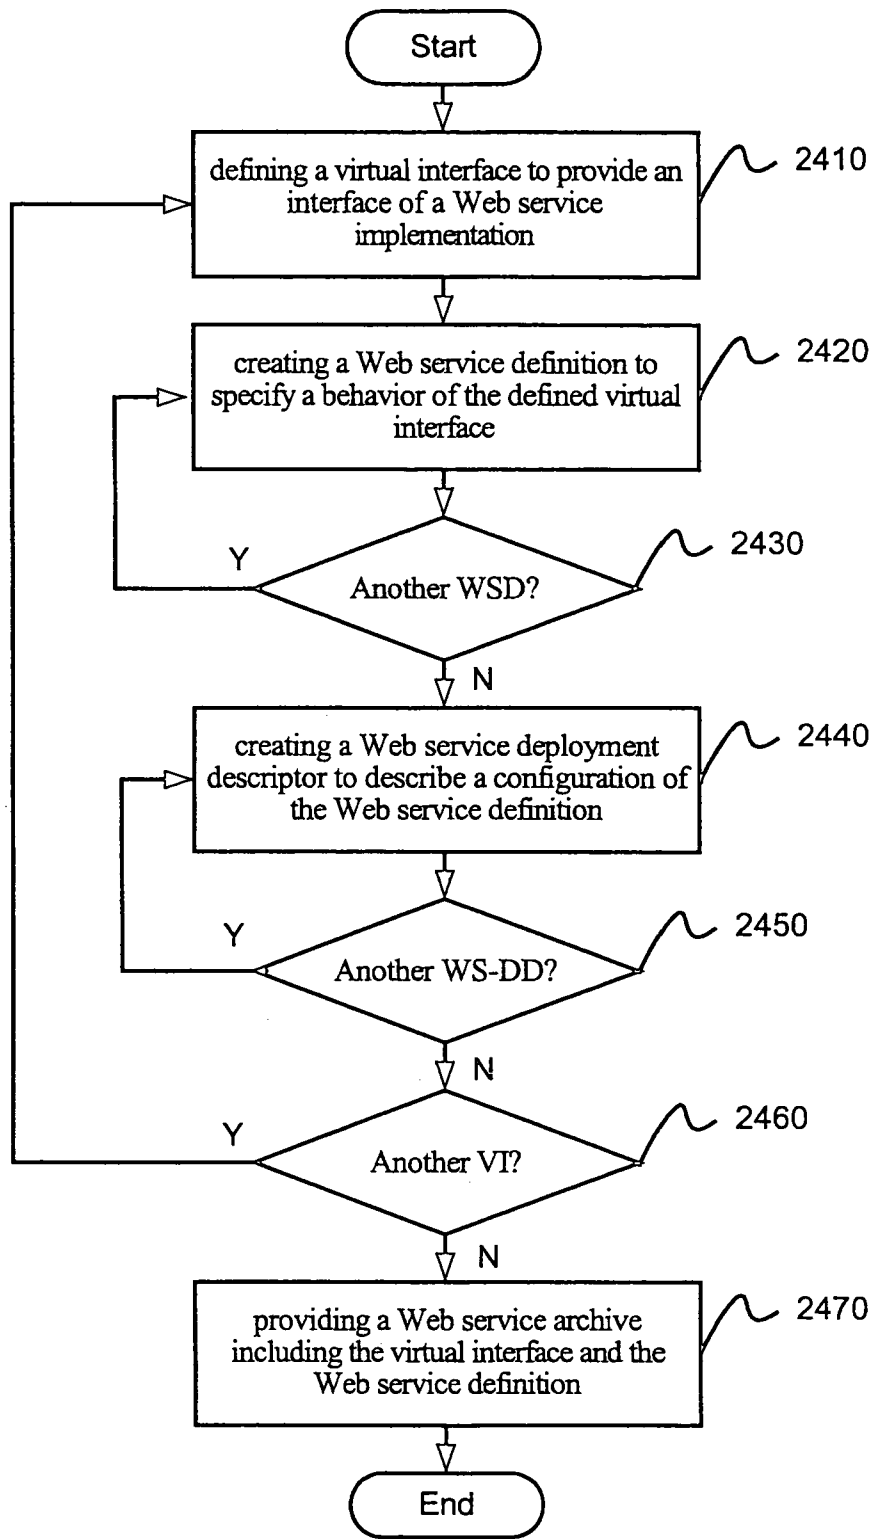 Start
defining a virtual interface to provide an
interface of a Web service
implementation
2410
creating a Web service definition to
specify a behavior of the defined virtual
interface
2420
Another WSD?
2430
Y
N
creating a Web service deployment
descriptor to describe a configuration of
the Web service definition
2440
Another WS-DD?
2450
Y
N
Another VI?
2460
Y
N
providing a Web service archive
including the virtual interface and the
Web service definition
2470
End